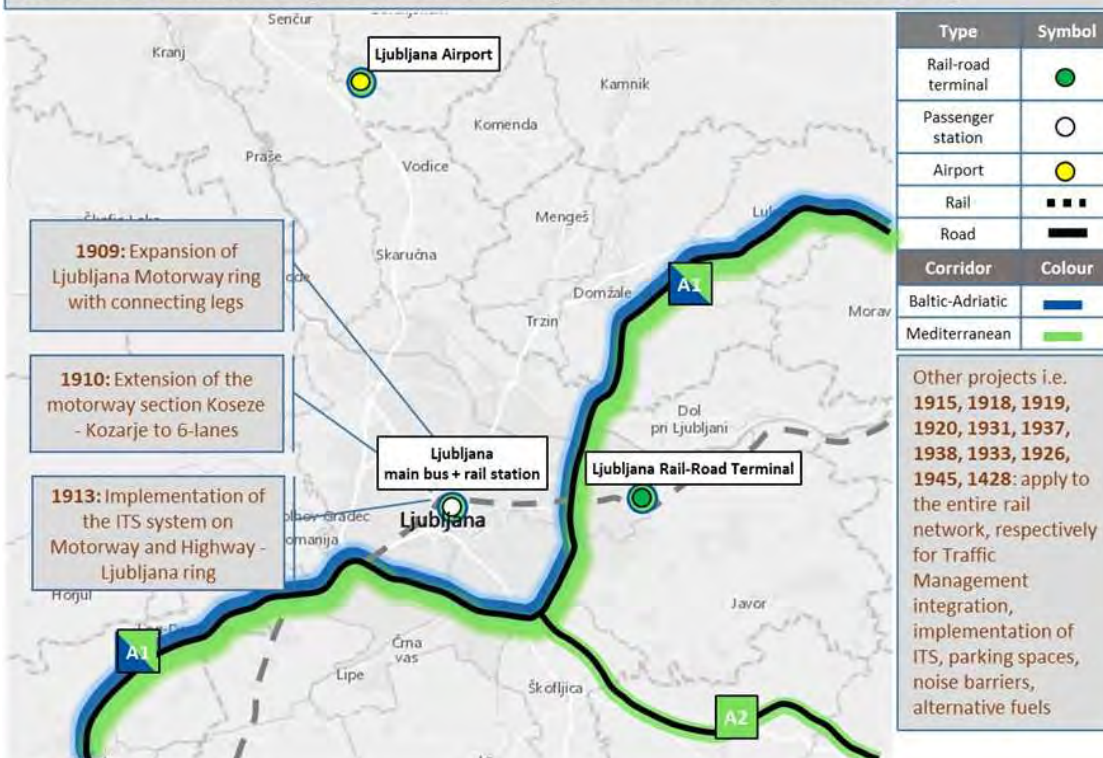 Senčur
Kranj
Ljubljana Airport
Kamnik
Komenda
Praše
Vodice
Mengeš
Skaručna
Domžale
A1
Trzin
Morav
1909: Expansion of
Ljubljana Motorway ring
with connecting legs
1910: Extension of the
motorway section Koseze
- Kozarje to 6-lanes
1913: Implementation of
the ITS system on
Motorway and Highway -
Ljubljana ring
Dol
pri Ljubljani
Ljubljana
main bus + rail station
Ljubljana Rail-Road Terminal
Ljubljana
Horjul
Javor
A1
Črna
vas
Lipe
Škofljica
A2
Type Symbol
Rail-road
terminal
Passenger
station
Airport
Rail
Road
Corridor Colour
Baltic-Adriatic
Mediterranean
Other projects i.e.
1915, 1918, 1919,
1920, 1931, 1937,
1938, 1933, 1926,
1945, 1428: apply to
the entire rail
network, respectively
for Traffic
Management
integration,
implementation of
ITS, parking spaces,
noise barriers,
alternative fuels